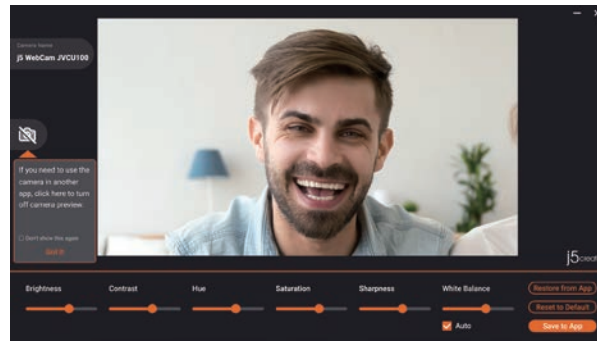 Camera Name
j5 WebCam JVCU100
If you need to use the
camera in another
app, click here to turn
off camera preview.
Don't show this again
Got It
j5create
Brightness
Contrast
Hue
Saturation
Sharpness
White Balance
Auto
Restore from App
Reset to Default
Save to App